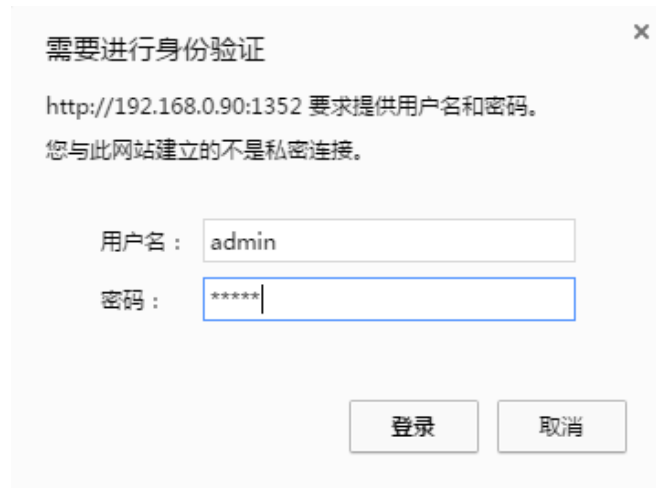 需要进行身份验证
http://192.168.0.90:1352 要求提供用户名和密码。
您与此网站建立的不是私密连接。
用户名： admin
密码： *****
登录 取消